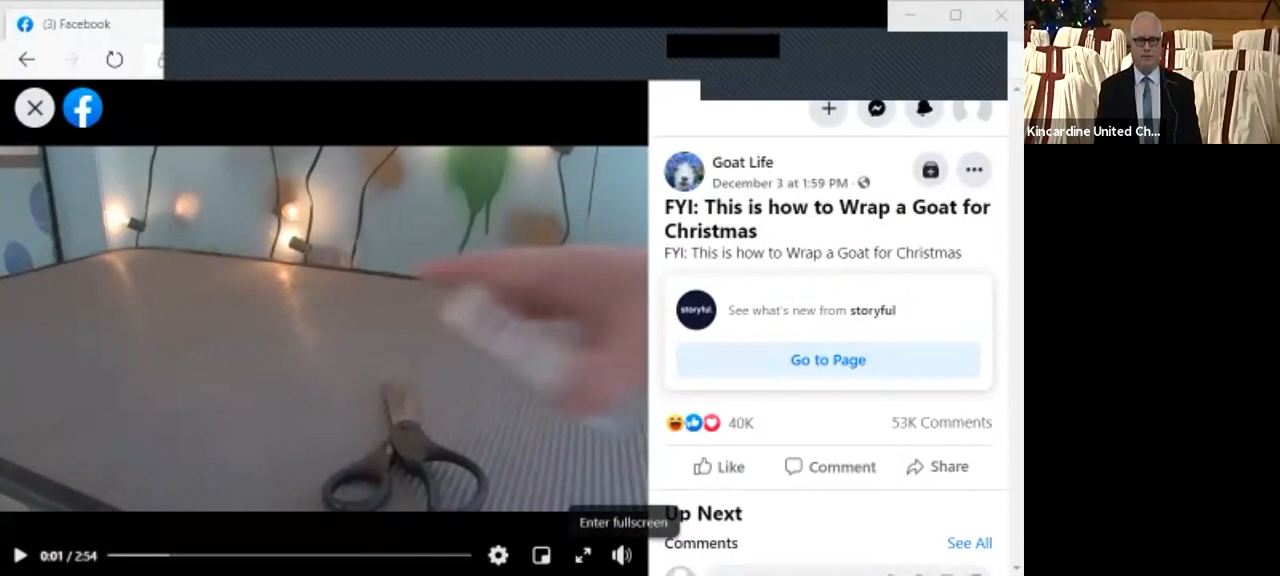 (3) Facebook
Goat Life
December 3 at 1:59 PM ·
FYI: This is how to Wrap a Goat for
Christmas
FYI: This is how to Wrap a Goat for Christmas
storyful.
See what's new from storyful
Go to Page
40K
53K Comments
Like
Comment
Share
Up Next
Comments
See All
Enter fullscreen
0:01 / 2:54
Kincardine United Ch...